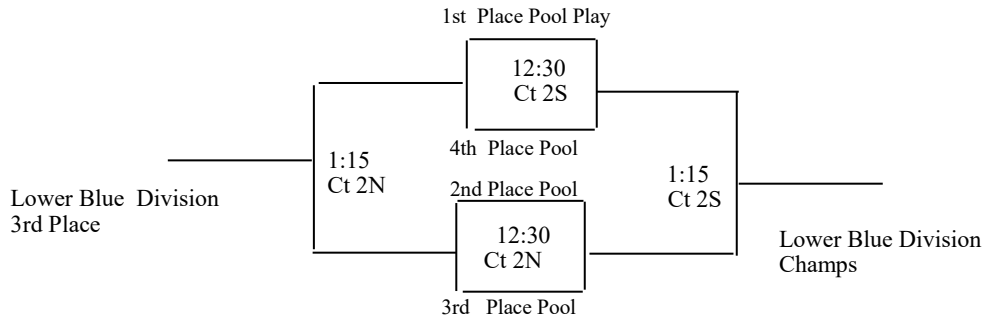 1st Place Pool Play
12:30
Ct 2S
4th Place Pool
1:15
Ct 2N
2nd Place Pool
1:15
Ct 2S
Lower Blue Division
3rd Place
12:30
Ct 2N
Lower Blue Division
Champs
3rd Place Pool